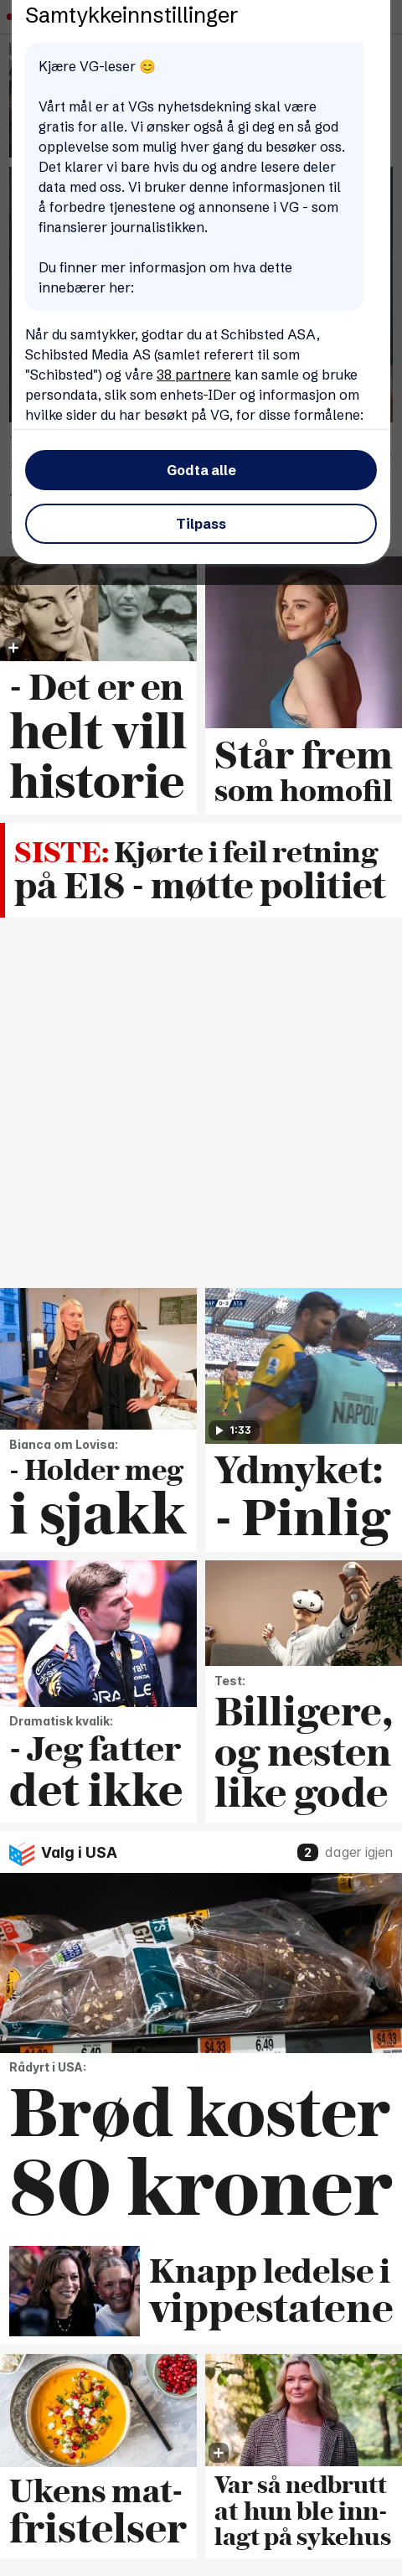 Samtykkeinnstillinger
Kjære VG-leser 😊
Vårt mål er at VGs nyhetsdekning skal være
gratis for alle. Vi ønsker også å gi deg en så god
opplevelse som mulig hver gang du besøker oss.
Det klarer vi bare hvis du og andre lesere deler
data med oss. Vi bruker denne informasjonen til
å forbedre tjenestene og annonsene i VG - som
finansierer journalistikken.
Du finner mer informasjon om hva dette
innebærer her:
Når du samtykker, godtar du at Schibsted ASA,
Schibsted Media AS (samlet referert til som
"Schibsted") og våre 38 partnere kan samle og bruke
persondata, slik som enhets-IDer og informasjon om
hvilke sider du har besøkt på VG, for disse formålene:
Godta alle
Tilpass
- Det er en
helt vill
historie
Står frem
som homofil
SISTE: Kjørte i feil retning
på E18 - møtte politiet
Bianca om Lovisa:
- Holder meg
i sjakk
NAPOLI
1:33
Ydmyket:
- Pinlig
ORACLE
Dramatisk kvalik:
- Jeg fatter
det ikke
Test:
Billigere,
og nesten
like gode
Valg i USA
2 dager igjen
$4.33
6.49
$4.33
Rådyrt i USA:
Brød koster
80 kroner
Knapp ledelse i
vippestatene
Ukens mat-
fristelser
Var så nedbrutt
at hun ble inn-
lagt på sykehus